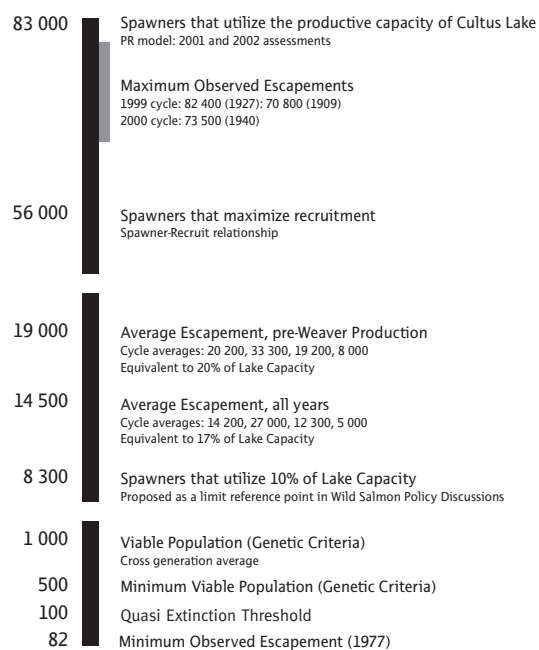 83 000 Spawners that utilize the productive capacity of Cultus Lake
PR model: 2001 and 2002 assessments
Maximum Observed Escapements
1999 cycle: 82 400 (1927): 70 800 (1909)
2000 cycle: 73 500 (1940)
56 000 Spawners that maximize recruitment
Spawner-Recruit relationship
19 000 Average Escapement, pre-Weaver Production
Cycle averages: 20 200, 33 300, 19 200, 8 000
Equivalent to 20% of Lake Capacity
14 500 Average Escapement, all years
Cycle averages: 14 200, 27 000, 12 300, 5 000
Equivalent to 17% of Lake Capacity
8 300 Spawners that utilize 10% of Lake Capacity
Proposed as a limit reference point in Wild Salmon Policy Discussions
1 000 Viable Population (Genetic Criteria)
Cross generation average
500 Minimum Viable Population (Genetic Criteria)
100 Quasi Extinction Threshold
82 Minimum Observed Escapement (1977)